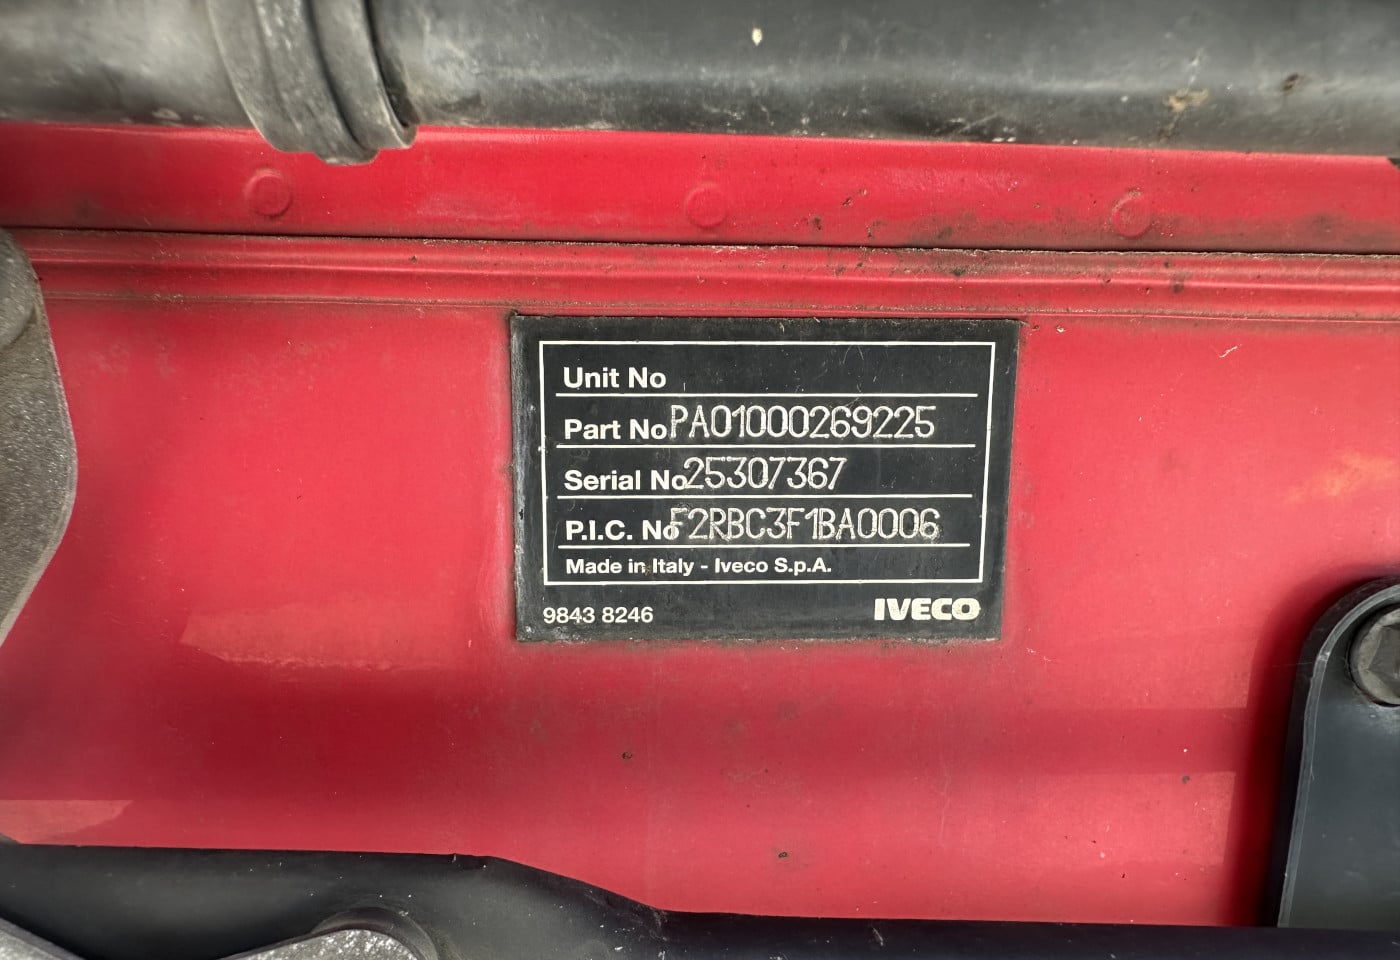 Unit No
Part No PA01000269225
Serial No 25307367
P.I.C. No F2RBC3F1BA0006
Made in Italy - Iveco S.p.A.
9843 8246 IVECO